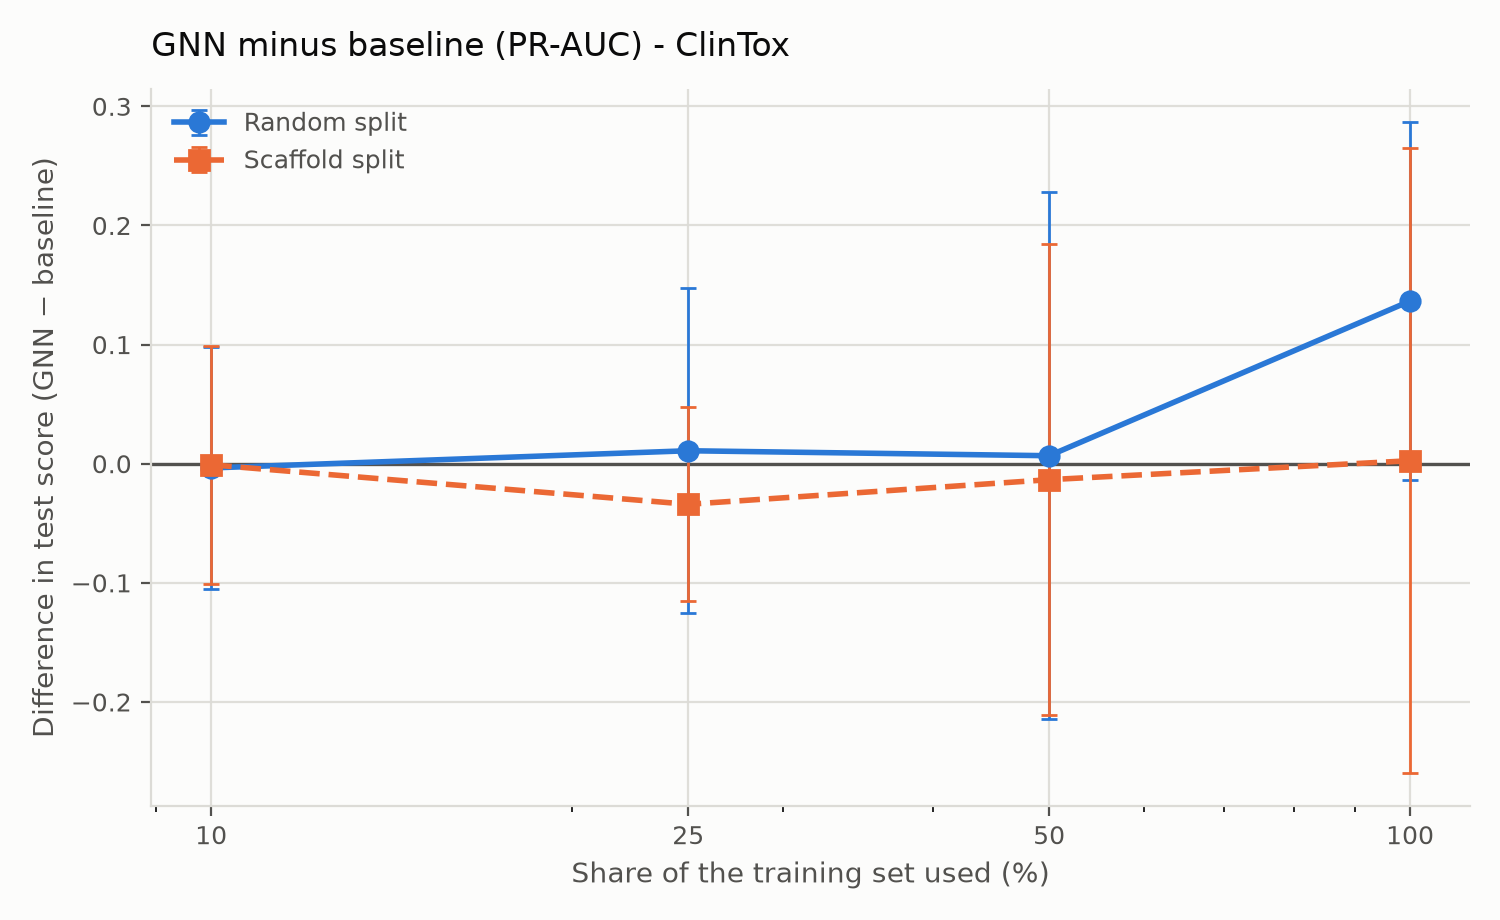 GNN minus baseline (PR-AUC) - ClinTox
Difference in test score (GNN − baseline)
0.3
0.2
0.1
0.0
−0.1
−0.2
Random split
Scaffold split
10
25
50
100
Share of the training set used (%)